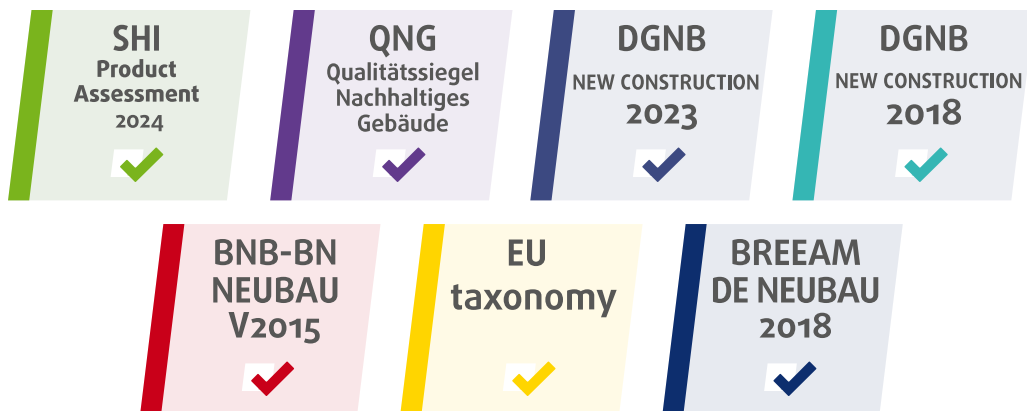 SHI
Product
Assessment
2024
QNG
Qualitätssiegel
Nachhaltiges
Gebäude
DGNB
NEW CONSTRUCTION
2023
DGNB
NEW CONSTRUCTION
2018
BNB-BN
NEUBAU
V2015
EU
taxonomy
BREEAM
DE NEUBAU
2018